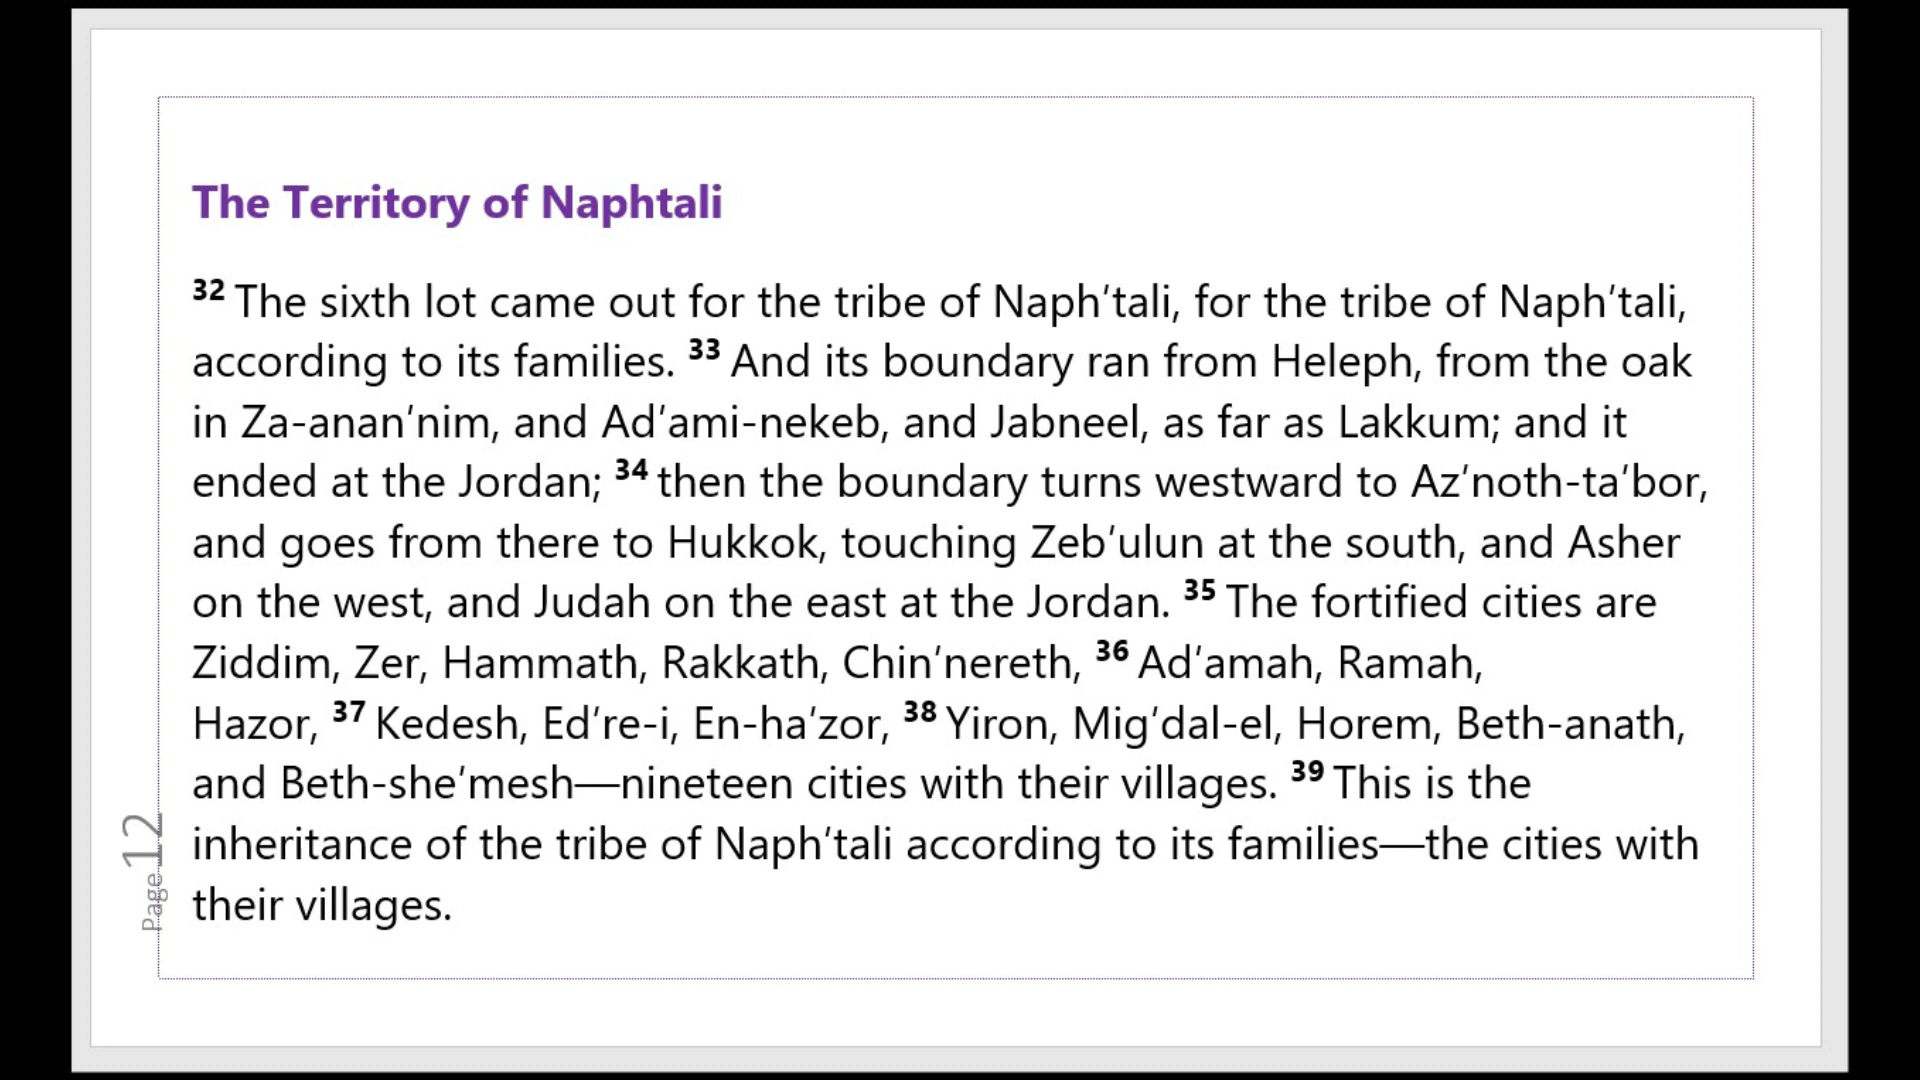 The Territory of Naphtali
32 The sixth lot came out for the tribe of Naph′tali, for the tribe of Naph′tali,
according to its families. 33 And its boundary ran from Heleph, from the oak
in Za-anan′nim, and Ad′ami-nekeb, and Jabneel, as far as Lakkum; and it
ended at the Jordan; 34 then the boundary turns westward to Az′noth-ta′bor,
and goes from there to Hukkok, touching Zeb′ulun at the south, and Asher
on the west, and Judah on the east at the Jordan. 35 The fortified cities are
Ziddim, Zer, Hammath, Rakkath, Chin′nereth, 36 Ad′amah, Ramah,
Hazor, 37 Kedesh, Ed′re-i, En-ha′zor, 38 Yiron, Mig′dal-el, Horem, Beth-anath,
and Beth-she′mesh—nineteen cities with their villages. 39 This is the
inheritance of the tribe of Naph′tali according to its families—the cities with
their villages.
Page 12